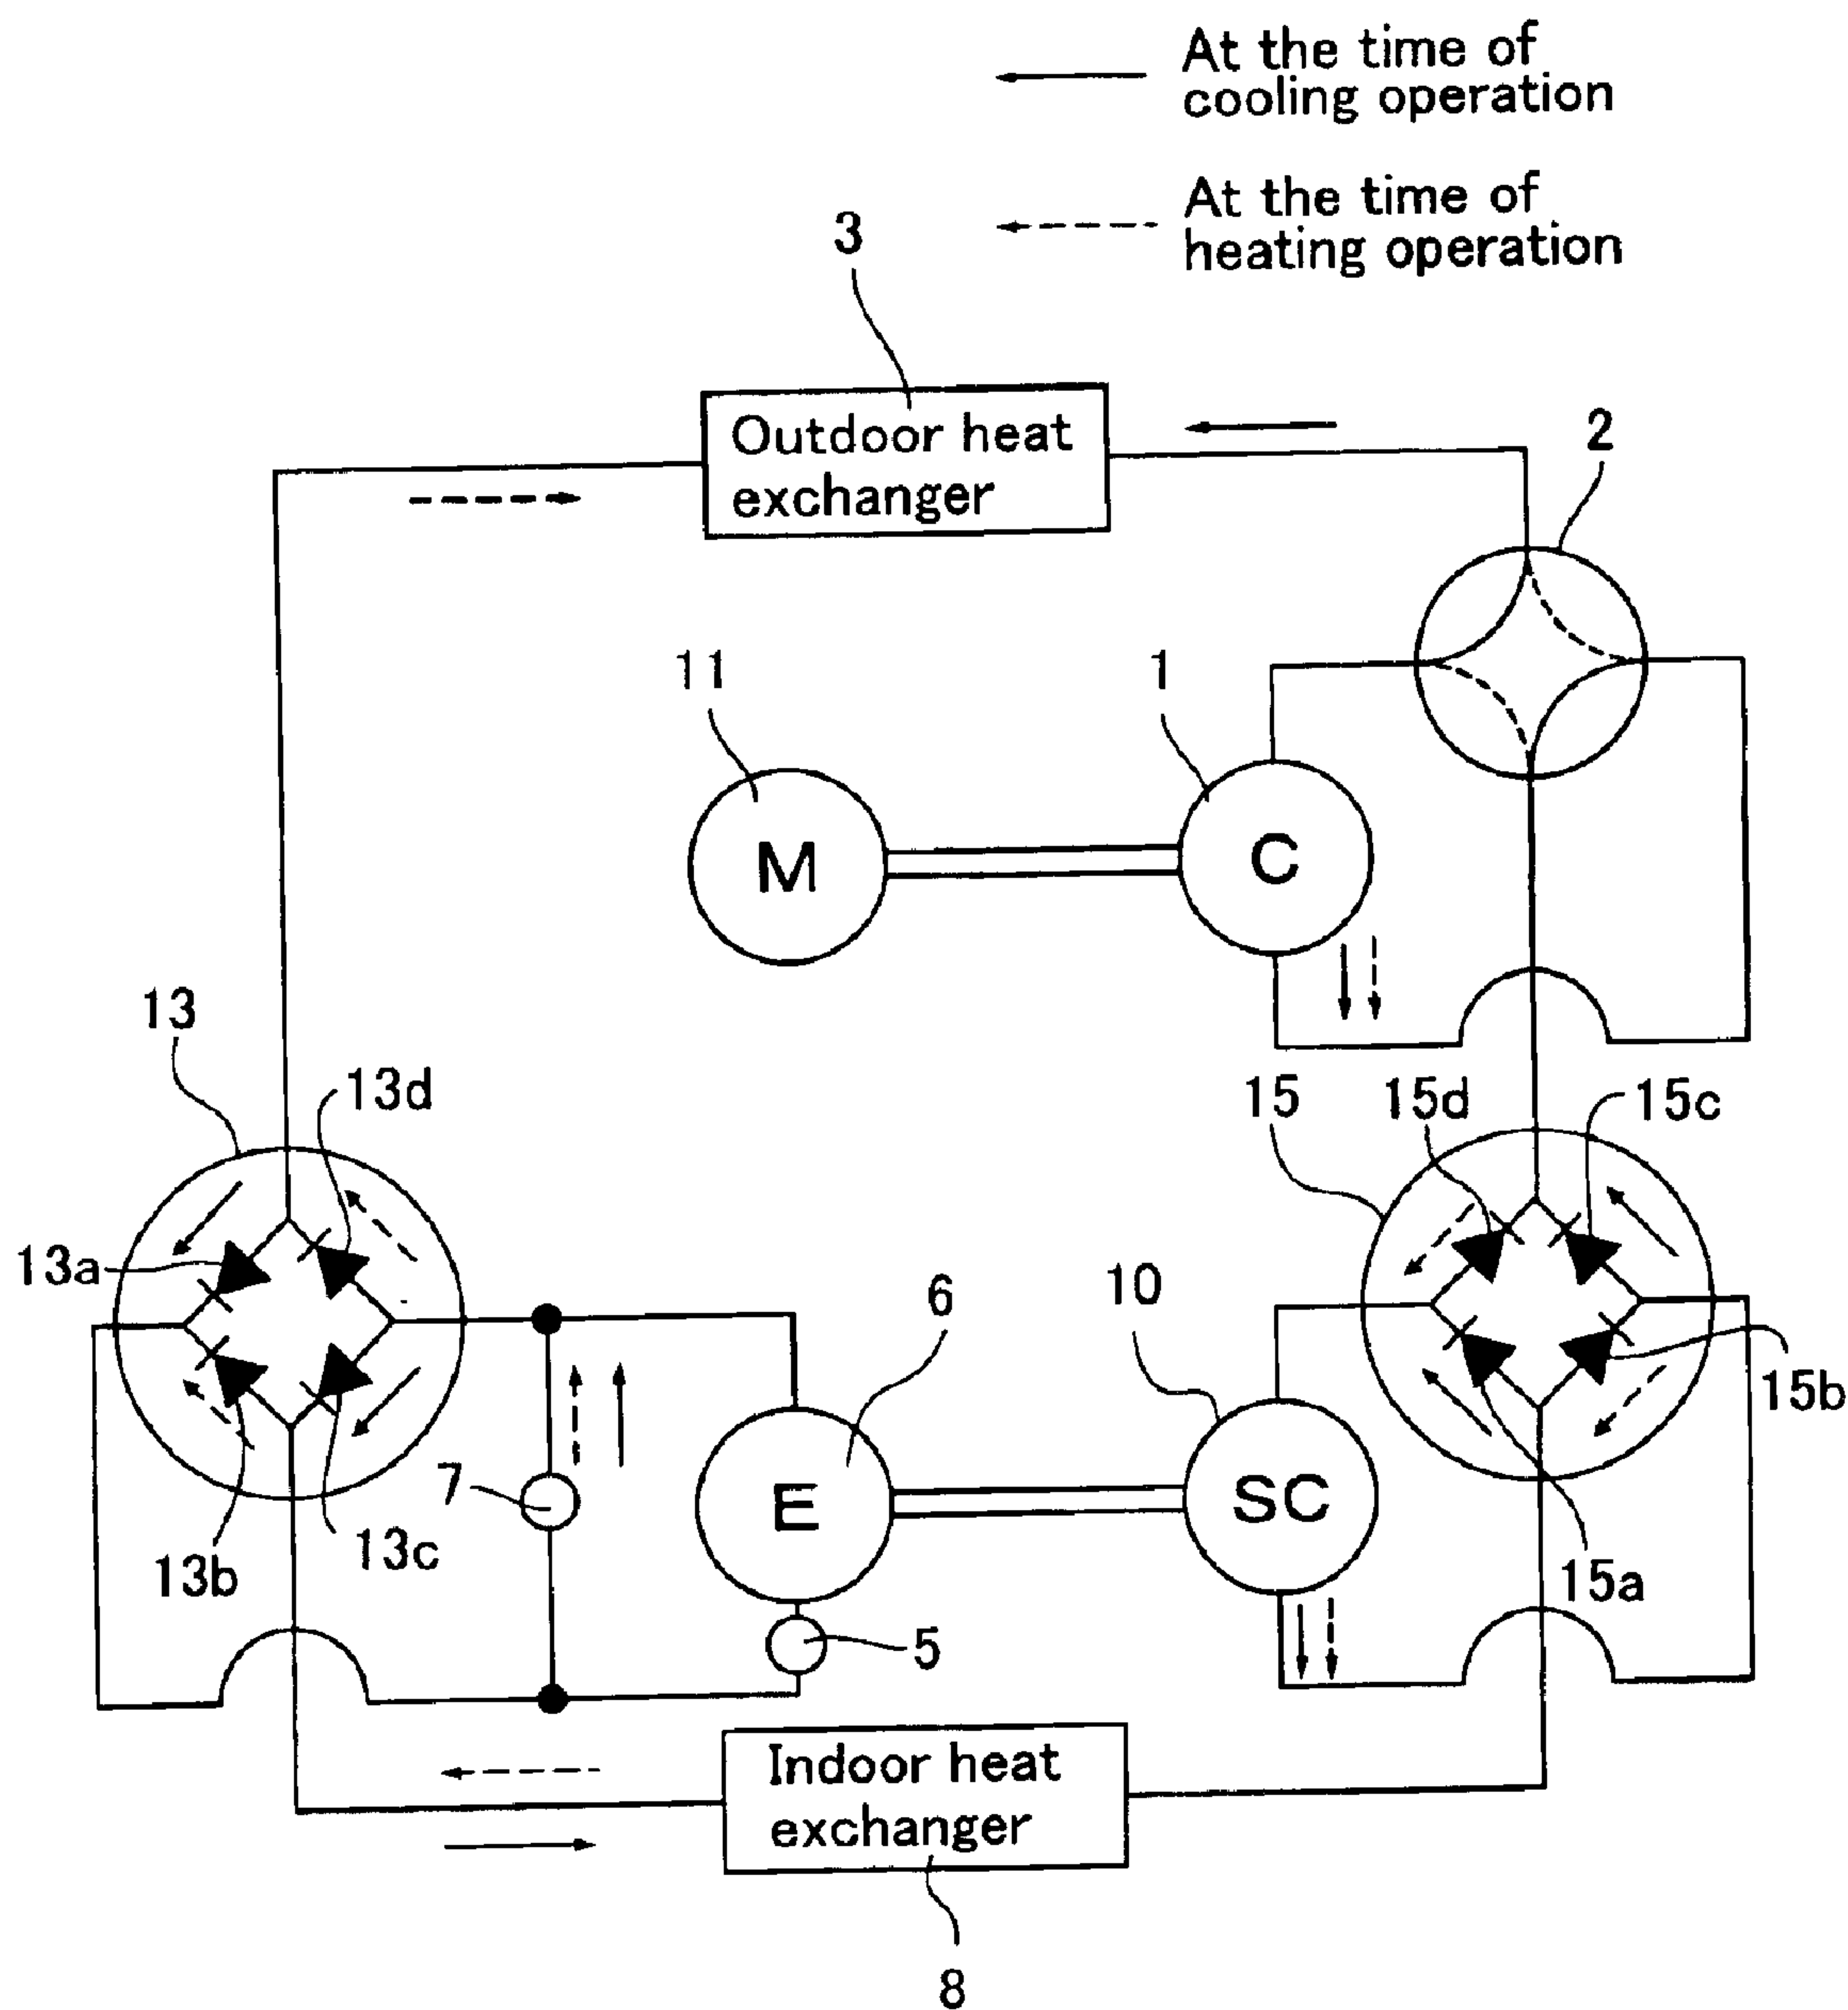 At the time of
cooling operation
At the time of
heating operation
3
Outdoor heat
exchanger
2
11
1
M
C
13
13d
15
15d
15c
13a
6
10
15b
7
E
SC
13b
13c
15a
5
Indoor heat
exchanger
8